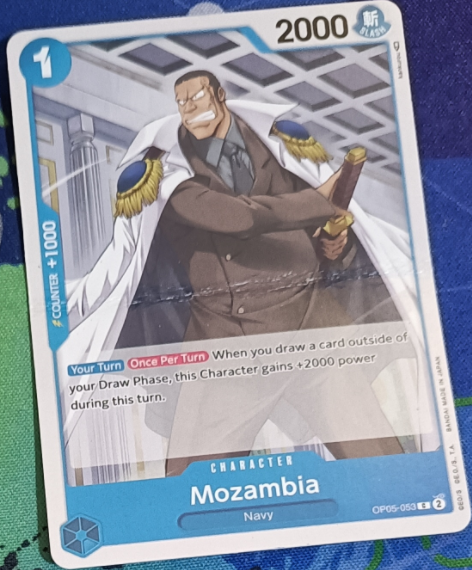 1
2000
斬
SLASH
COUNTER +1000
Your Turn Once Per Turn When you draw a card outside of
your Draw Phase, this Character gains +2000 power
during this turn.
CHARACTER
Mozambia
Navy
OP05-053 C 2
BANDAI MADE IN JAPAN